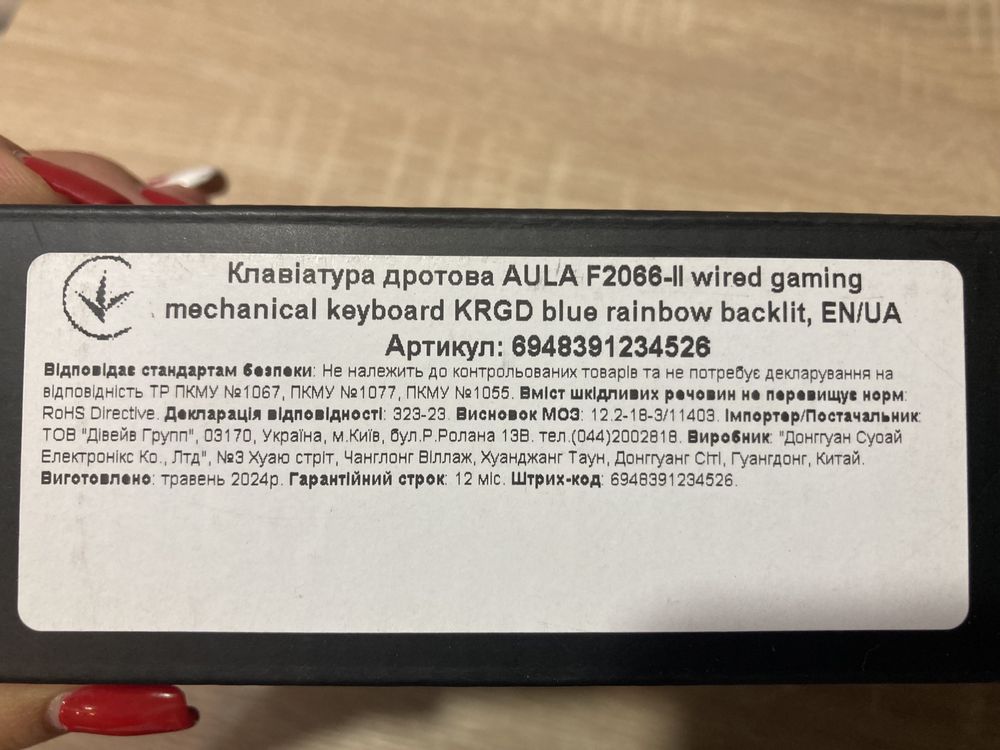 Клавіатура дротова AULA F2066-II wired gaming
mechanical keyboard KRGD blue rainbow backlit, EN/UA
Артикул: 6948391234526
Відповідає стандартам безпеки: Не належить до контрольованих товарів та не потребує декларування на
відповідність ТР ПКМУ №1067, ПКМУ №1077, ПКМУ №1055. Вміст шкідливих речовин не перевищує норм:
RoHS Directive. Декларація відповідності: 323-23. Висновок МОЗ: 12.2-18-3/11403. Імпортер/Постачальник:
ТОВ "Дівейв Групп", 03170, Україна, м.Київ, бул.Р.Ролана 13В. тел.(044)2002818. Виробник: "Донггуан Суоай
Електронікс Ко., Лтд", №3 Хуаю стріт, Чанглонг Віллаж, Хуанджанг Таун, Донггуанг Сіті, Гуангдонг, Китай.
Виготовлено: травень 2024р. Гарантійний строк: 12 міс. Штрих-код: 6948391234526.